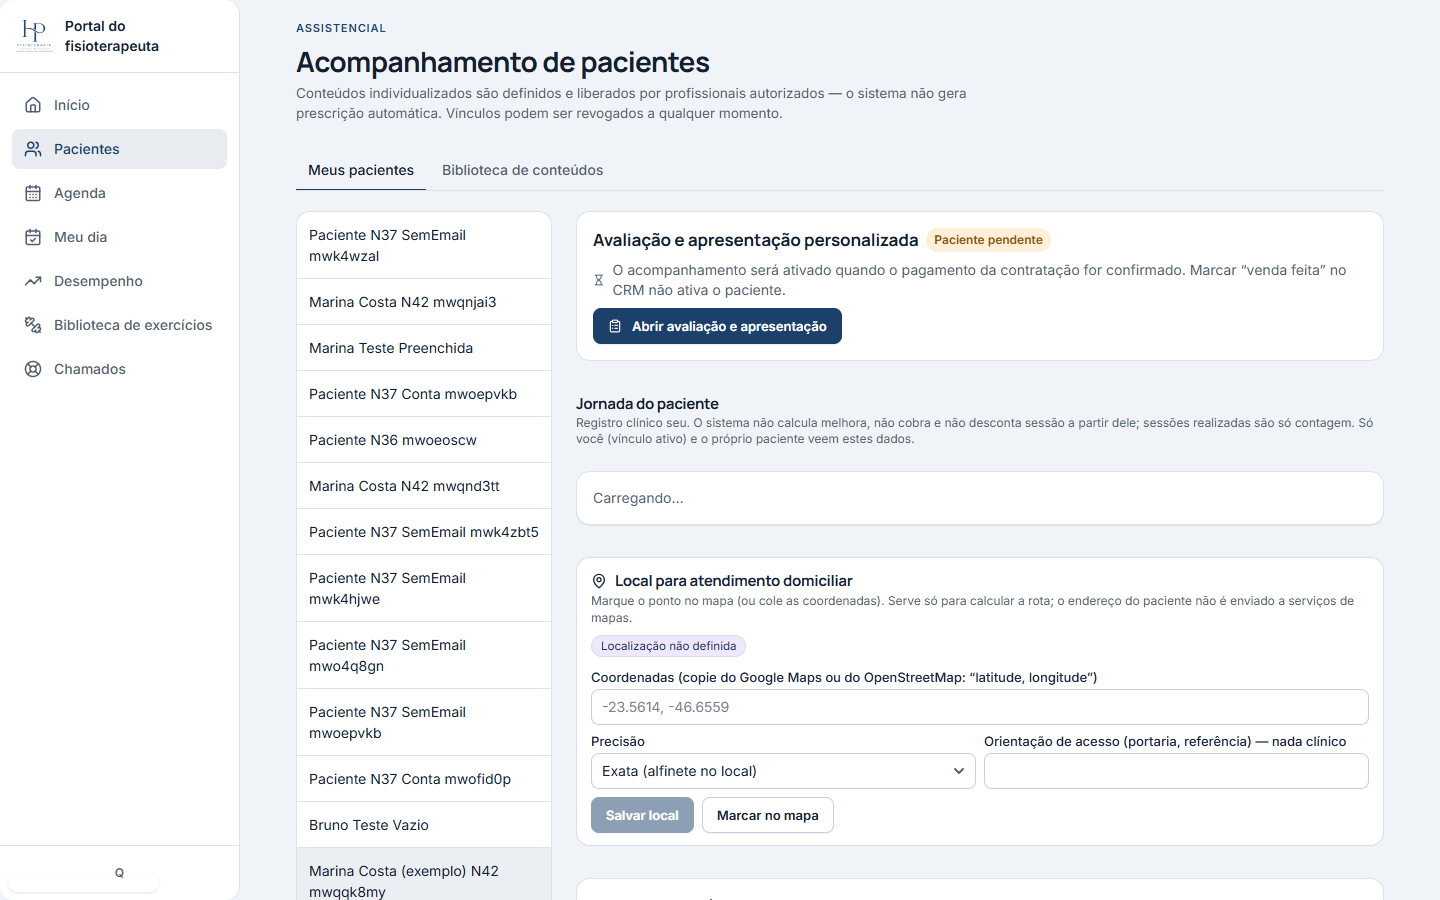 hp
FISIOTERAPIA
Portal do
fisioterapeuta
Início
Pacientes
Agenda
Meu dia
Desempenho
Biblioteca de exercícios
Chamados
Q
ASSISTENCIAL
Acompanhamento de pacientes
Conteúdos individualizados são definidos e liberados por profissionais autorizados — o sistema não gera
prescrição automática. Vínculos podem ser revogados a qualquer momento.
Meus pacientes
Biblioteca de conteúdos
Paciente N37 SemEmail
mwk4wzal
Marina Costa N42 mwqnjai3
Marina Teste Preenchida
Paciente N37 Conta mwoepvkb
Paciente N36 mwoeoscw
Marina Costa N42 mwqnd3tt
Paciente N37 SemEmail mwk4zbt5
Paciente N37 SemEmail
mwk4hjwe
Paciente N37 SemEmail
mwo4q8gn
Paciente N37 SemEmail
mwoepvkb
Paciente N37 Conta mwofid0p
Bruno Teste Vazio
Marina Costa (exemplo) N42
mwqqk8my
Avaliação e apresentação personalizada
Paciente pendente
O acompanhamento será ativado quando o pagamento da contratação for confirmado. Marcar “venda feita” no
CRM não ativa o paciente.
Abrir avaliação e apresentação
Jornada do paciente
Registro clínico seu. O sistema não calcula melhora, não cobra e não desconta sessão a partir dele; sessões realizadas são só contagem. Só
você (vínculo ativo) e o próprio paciente veem estes dados.
Carregando...
Local para atendimento domiciliar
Marque o ponto no mapa (ou cole as coordenadas). Serve só para calcular a rota; o endereço do paciente não é enviado a serviços de
mapas.
Localização não definida
Coordenadas (copie do Google Maps ou do OpenStreetMap: “latitude, longitude”)
-23.5614, -46.6559
Precisão
Orientação de acesso (portaria, referência) — nada clínico
Exata (alfinete no local)
Salvar local
Marcar no mapa